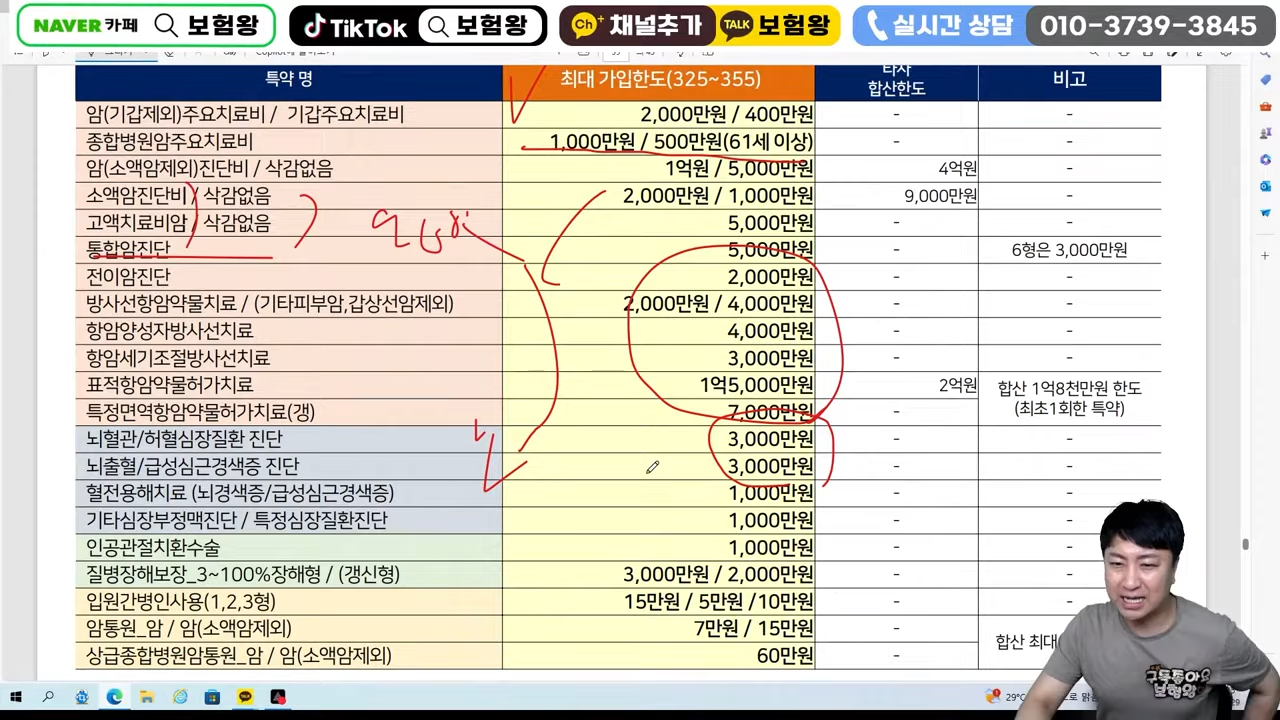 NAVER 카페 보험왕 TikTok 보험왕 Ch+ 채널추가 TALK 보험왕 실시간 상담 010-3739-3845
특약 명 최대 가입한도(325~355) 타사 합산한도 비고
암(기갑제외)주요치료비 / 기갑주요치료비 2,000만원 / 400만원 - -
종합병원암주요치료비 1,000만원 / 500만원(61세 이상) - -
암(소액암제외)진단비 / 삭감없음 1억원 / 5,000만원 4억원 -
소액암진단비 / 삭감없음 2,000만원 / 1,000만원 9,000만원 -
고액치료비암 / 삭감없음 5,000만원 - -
통합암진단 5,000만원 - 6형은 3,000만원
전이암진단 2,000만원 - -
방사선항암약물치료 / (기타피부암,갑상선암제외) 2,000만원 / 4,000만원 - -
항암양성자방사선치료 4,000만원 - -
항암세기조절방사선치료 3,000만원 - -
표적항암약물허가치료 1억5,000만원 2억원 합산 1억8천만원 한도
특정면역항암약물허가치료(갱) 7,000만원 - (최초1회한 특약)
뇌혈관/허혈심장질환 진단 3,000만원 - -
뇌출혈/급성심근경색증 진단 3,000만원 - -
혈전용해치료 (뇌경색증/급성심근경색증) 1,000만원 - -
기타심장부정맥진단 / 특정심장질환진단 1,000만원 - -
인공관절치환수술 1,000만원 - -
질병장해보장_3~100%장해형 / (갱신형) 3,000만원 / 2,000만원 - -
입원간병인사용(1,2,3형) 15만원 / 5만원 /10만원 - -
암통원_암 / 암(소액암제외) 7만원 / 15만원 - 합산 최대
상급종합병원암통원_암 / 암(소액암제외) 60만원 -
구독좋아요
보험왕
29°C